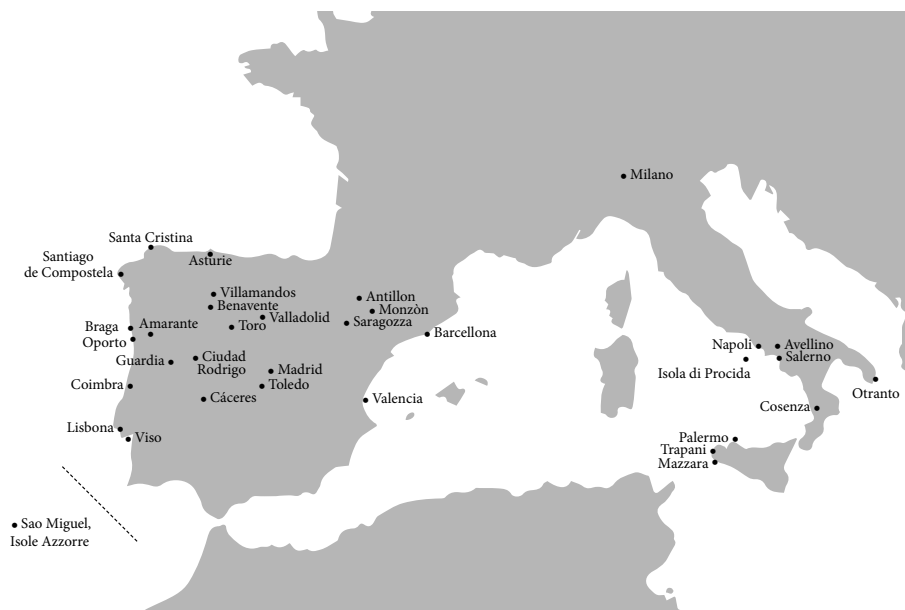 Milano
Santa Cristina
Asturie
Santiago
de Compostela
Villamandos
Benavente
Antillon
Monzòn
Valladolid
Saragozza
Toro
Braga
Amarante
Oporto
Barcellona
Napoli
Avellino
Salerno
Guardia
Ciudad
Rodrigo
Madrid
Isola di Procida
Coimbra
Toledo
Otranto
Cáceres
Valencia
Cosenza
Lisbona
Viso
Palermo
Trapani
Mazzara
Sao Miguel,
Isole Azzorre